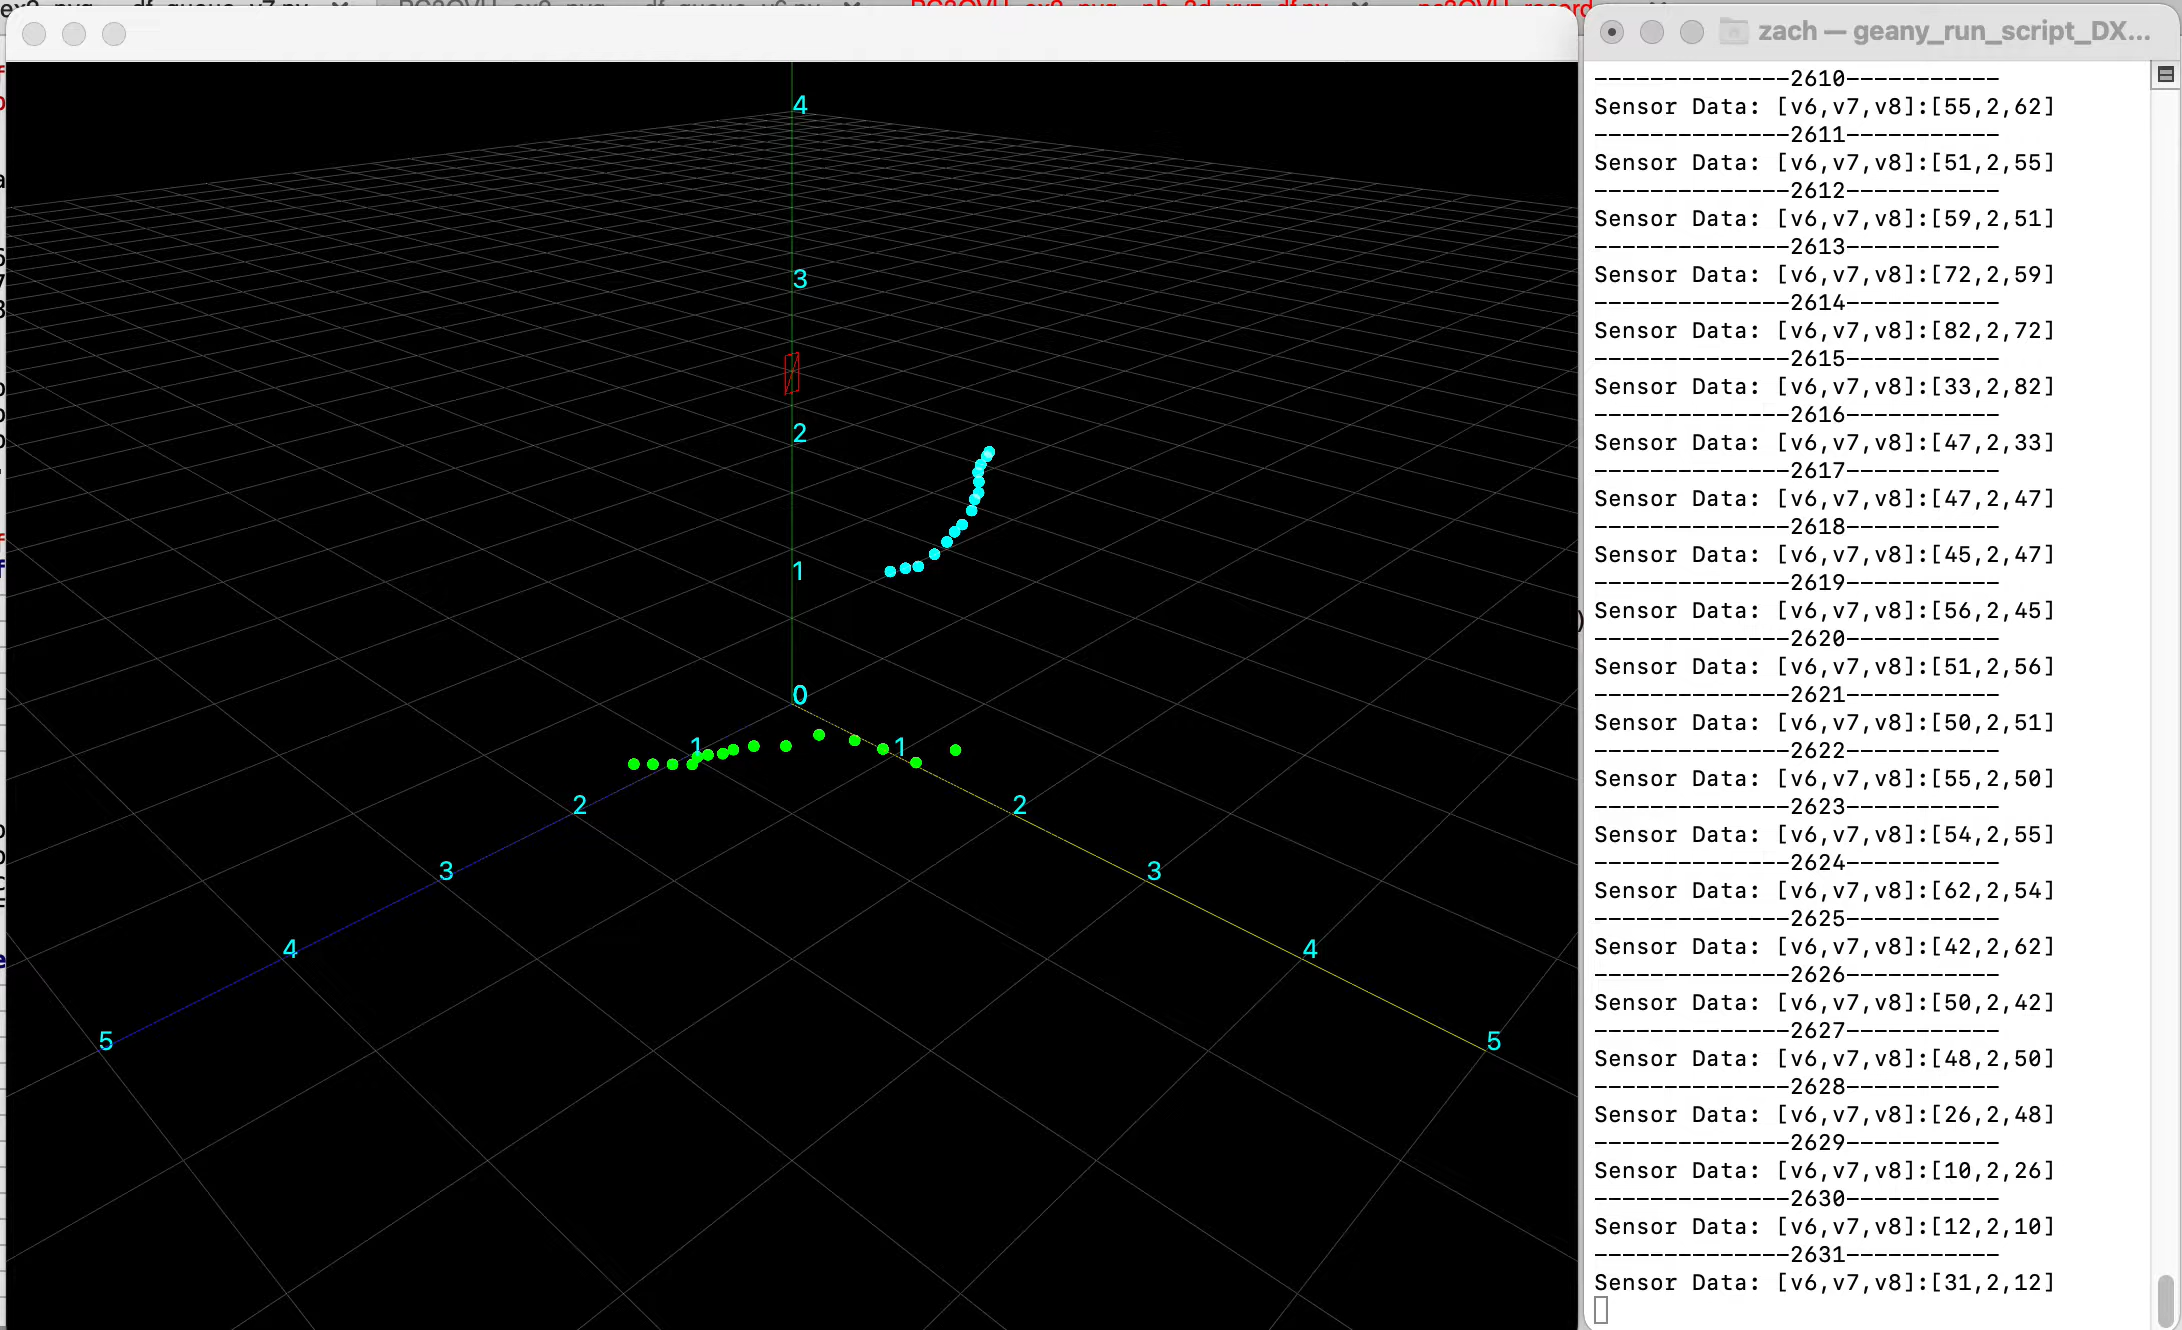 4
3
2
1
0
1
1
2
2
3
3
4
4
5
5
zach — geany_run_script_DX...
---------------2610------------
Sensor Data: [v6,v7,v8]:[55,2,62]
---------------2611------------
Sensor Data: [v6,v7,v8]:[51,2,55]
---------------2612------------
Sensor Data: [v6,v7,v8]:[59,2,51]
---------------2613------------
Sensor Data: [v6,v7,v8]:[72,2,59]
---------------2614------------
Sensor Data: [v6,v7,v8]:[82,2,72]
---------------2615------------
Sensor Data: [v6,v7,v8]:[33,2,82]
---------------2616------------
Sensor Data: [v6,v7,v8]:[47,2,33]
---------------2617------------
Sensor Data: [v6,v7,v8]:[47,2,47]
---------------2618------------
Sensor Data: [v6,v7,v8]:[45,2,47]
---------------2619------------
Sensor Data: [v6,v7,v8]:[56,2,45]
---------------2620------------
Sensor Data: [v6,v7,v8]:[51,2,56]
---------------2621------------
Sensor Data: [v6,v7,v8]:[50,2,51]
---------------2622------------
Sensor Data: [v6,v7,v8]:[55,2,50]
---------------2623------------
Sensor Data: [v6,v7,v8]:[54,2,55]
---------------2624------------
Sensor Data: [v6,v7,v8]:[62,2,54]
---------------2625------------
Sensor Data: [v6,v7,v8]:[42,2,62]
---------------2626------------
Sensor Data: [v6,v7,v8]:[50,2,42]
---------------2627------------
Sensor Data: [v6,v7,v8]:[48,2,50]
---------------2628------------
Sensor Data: [v6,v7,v8]:[26,2,48]
---------------2629------------
Sensor Data: [v6,v7,v8]:[10,2,26]
---------------2630------------
Sensor Data: [v6,v7,v8]:[12,2,10]
---------------2631------------
Sensor Data: [v6,v7,v8]:[31,2,12]